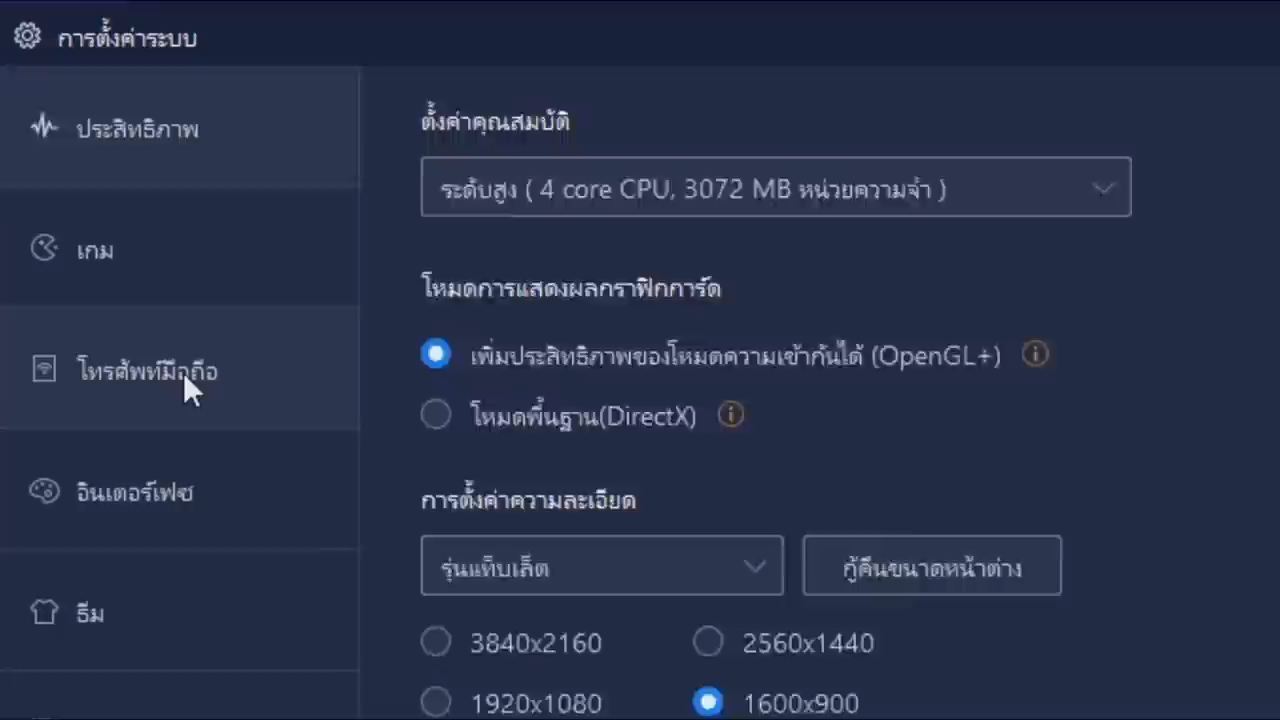 การตั้งค่าระบบ
ประสิทธิภาพ
เกม
โทรศัพท์มือถือ
อินเตอร์เฟซ
ธีม
ตั้งค่าคุณสมบัติ
ระดับสูง ( 4 core CPU, 3072 MB หน่วยความจำ )
โหมดการแสดงผลกราฟิกการ์ด
เพิ่มประสิทธิภาพของโหมดความเข้ากันได้ (OpenGL+)
โหมดพื้นฐาน(DirectX)
การตั้งค่าความละเอียด
รุ่นแท็บเล็ต กู้คืนขนาดหน้าต่าง
3840x2160 2560x1440
1920x1080 1600x900